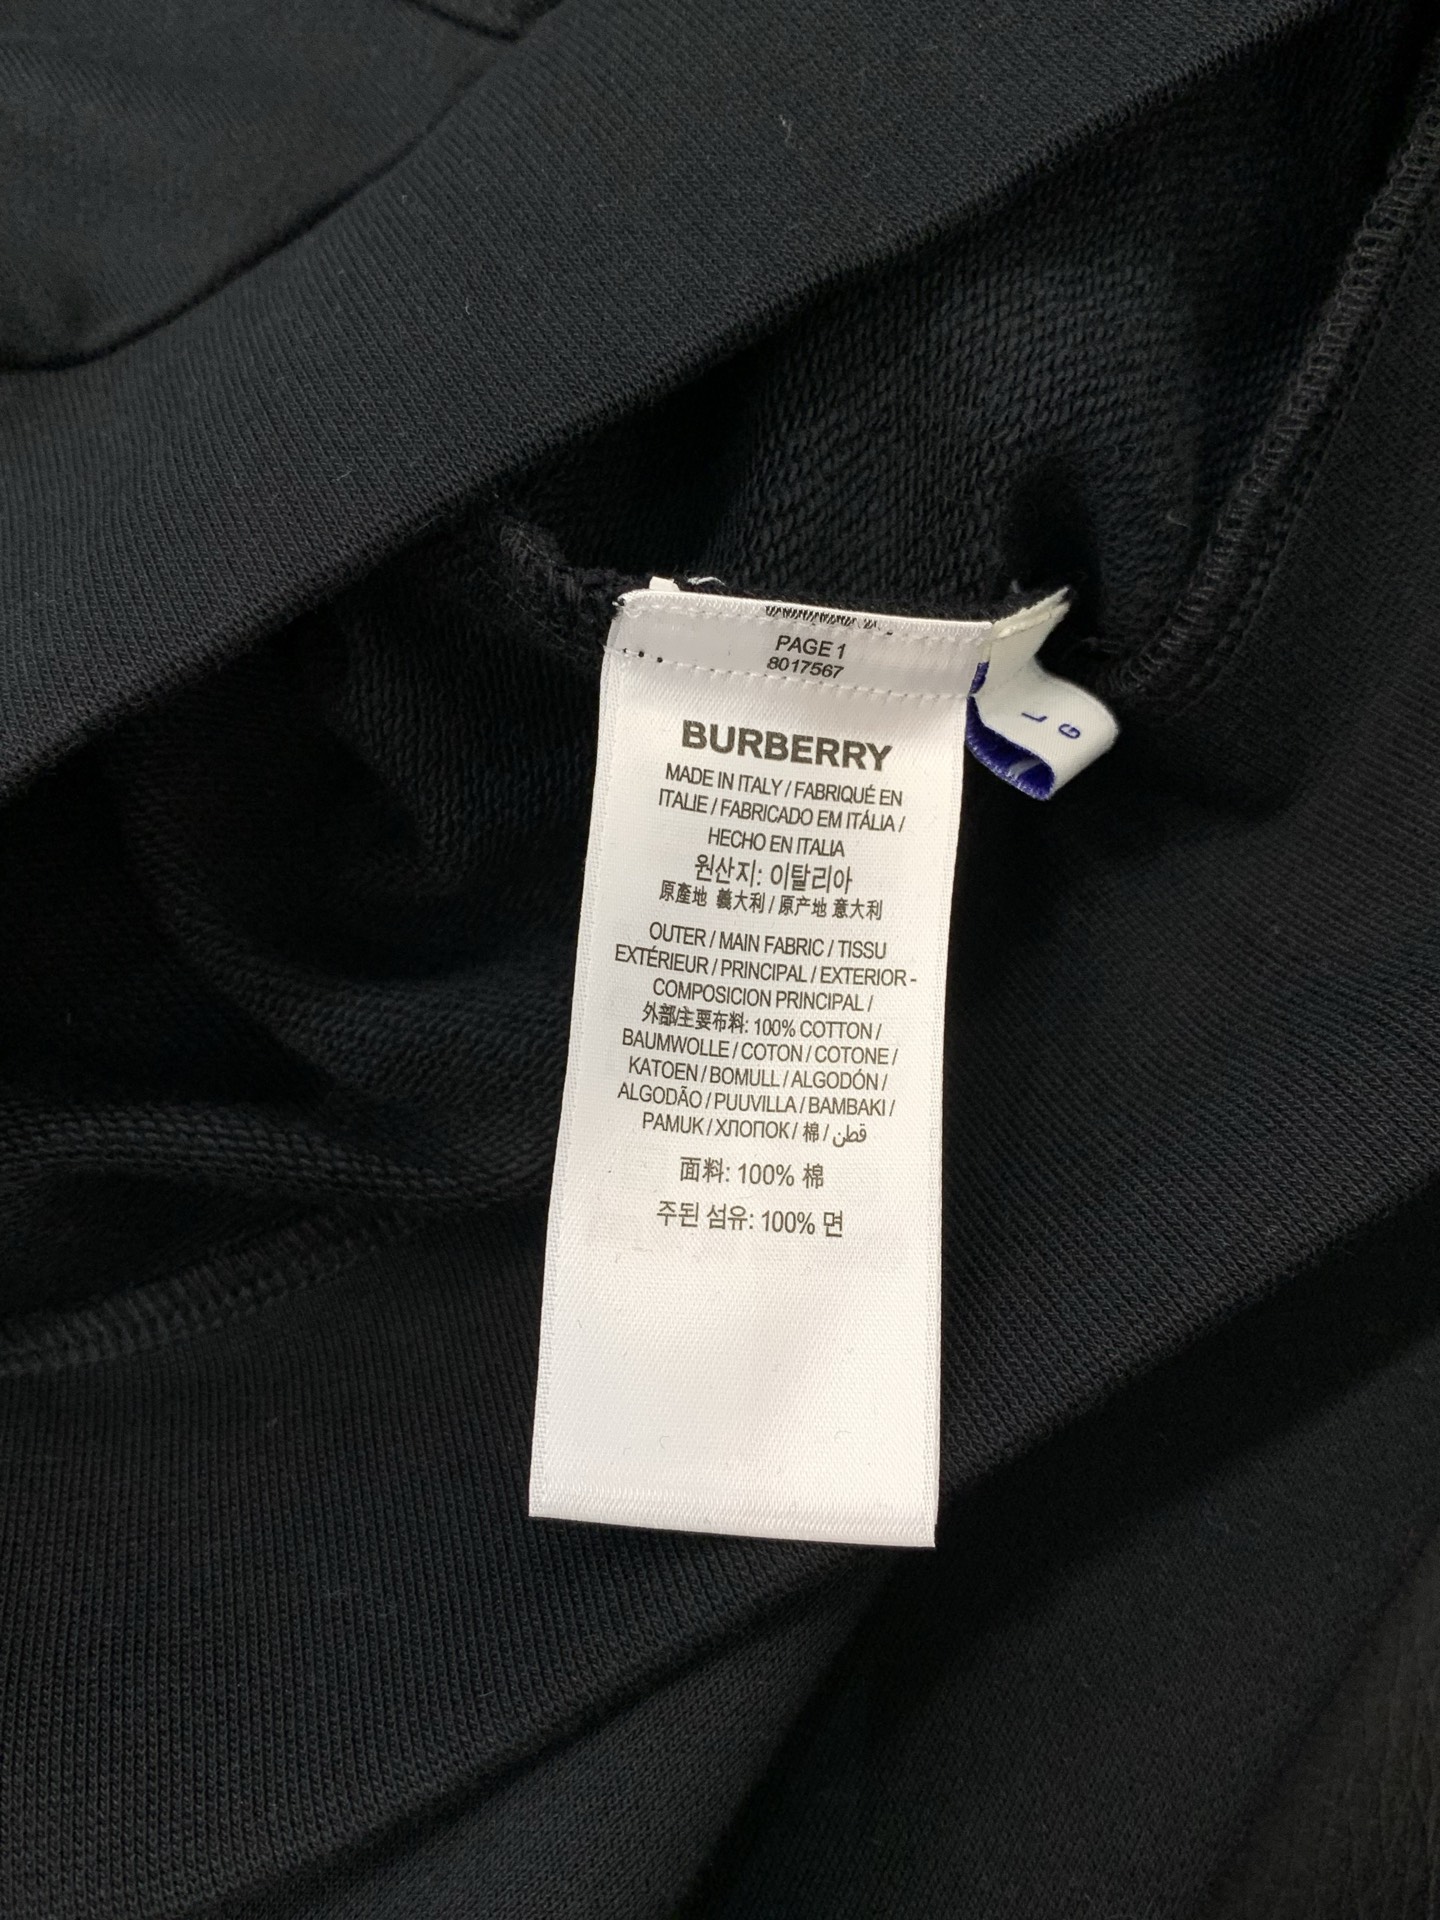 PAGE 1
8017567
BURBERRY
MADE IN ITALY / FABRIQUÉ EN
ITALIE / FABRICADO EM ITÁLIA /
HECHO EN ITALIA
원산지: 이탈리아
原產地 義大利 / 原产地 意大利
OUTER / MAIN FABRIC / TISSU
EXTÉRIEUR / PRINCIPAL / EXTERIOR -
COMPOSICION PRINCIPAL /
外部/主要布料: 100% COTTON /
BAUMWOLLE / COTON / COTONE /
KATOEN / BOMULL / ALGODÓN /
ALGODÃO / PUUVILLA / BAMBAKI /
PAMUK / ХЛОПОК / 棉 / قطن
面料: 100% 棉
주된 섬유: 100% 면